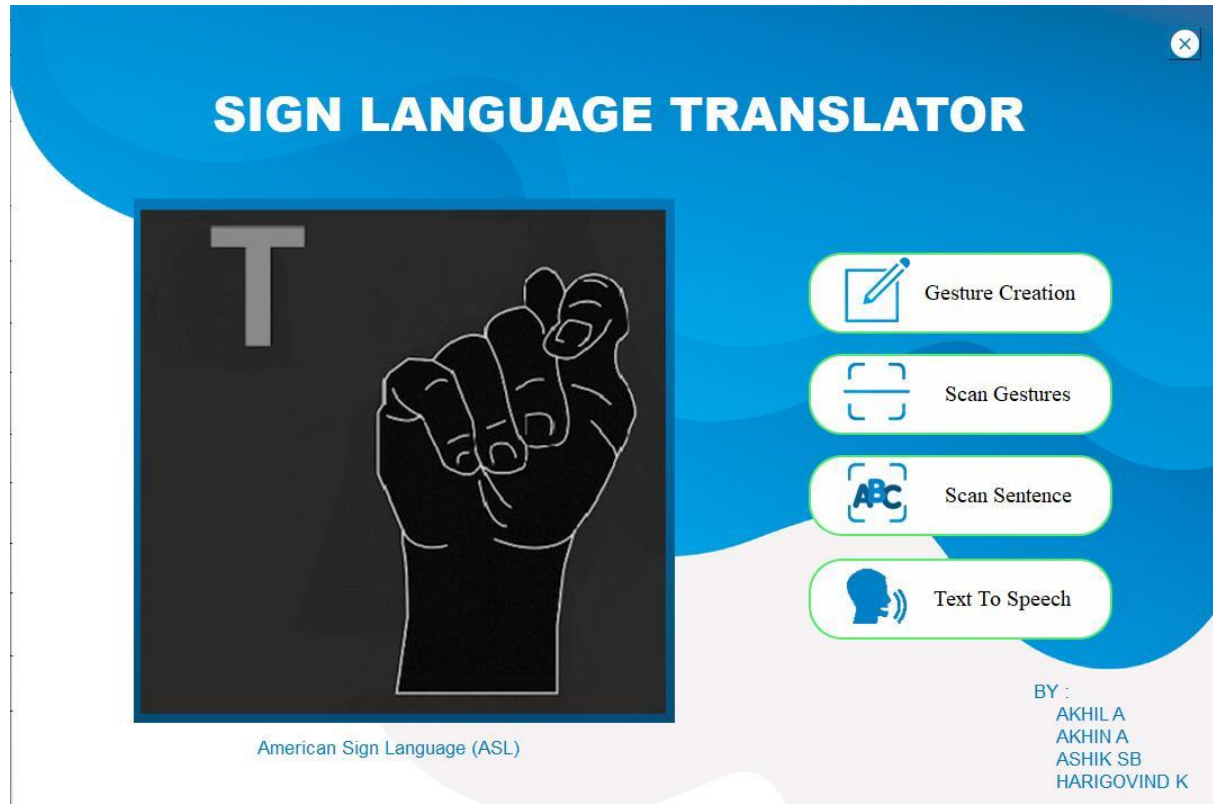 SIGN LANGUAGE TRANSLATOR
T
Gesture Creation
Scan Gestures
ABC
Scan Sentence
Text To Speech
American Sign Language (ASL)
BY :
AKHIL A
AKHIN A
ASHIK SB
HARIGOVIND K